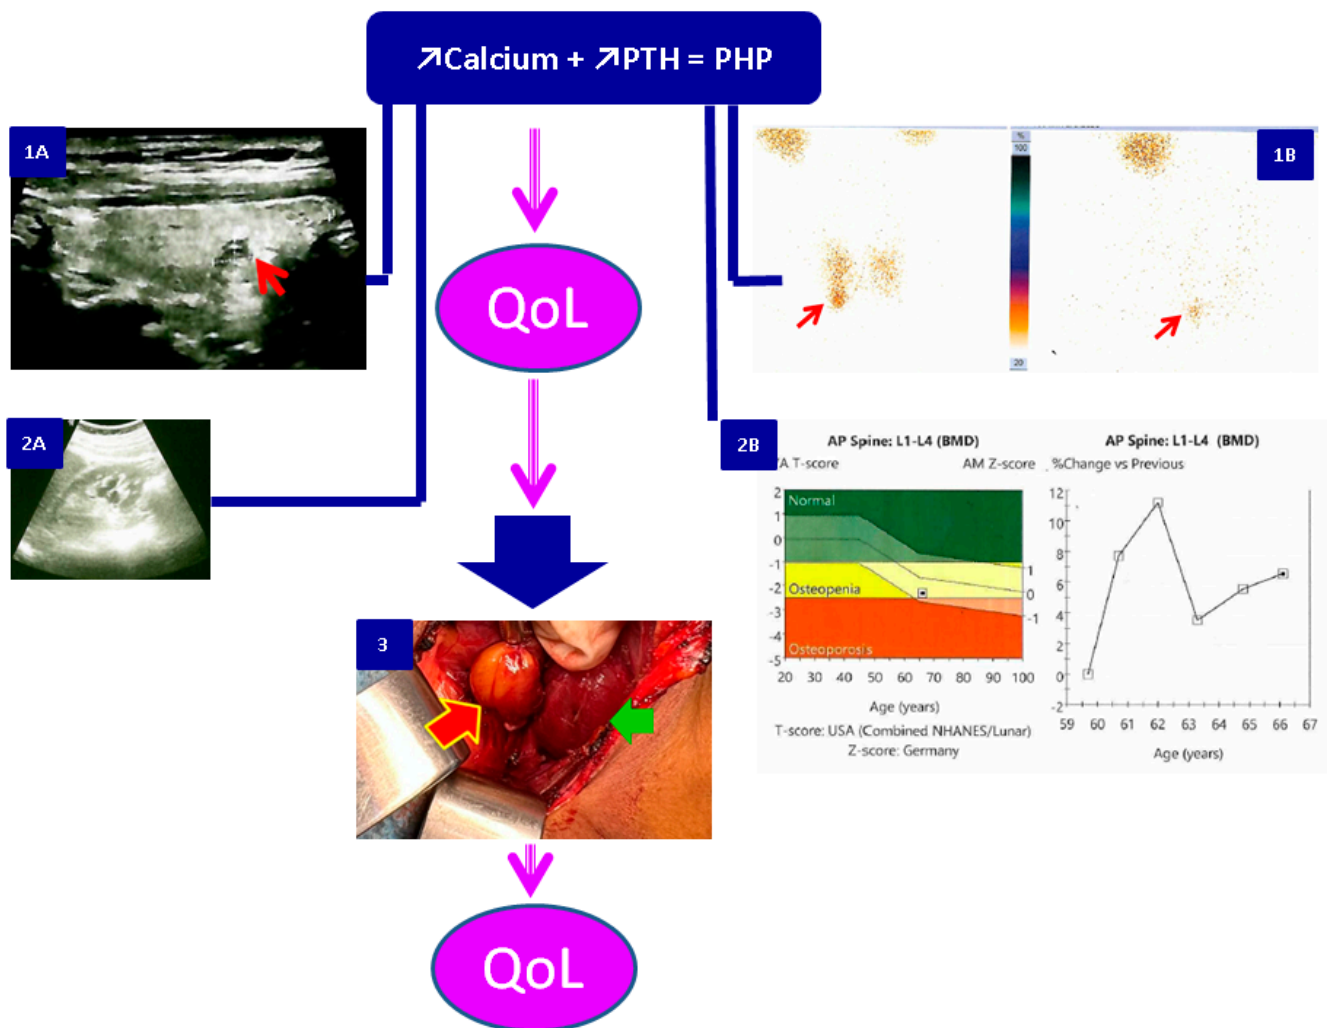 ↗Calcium + ↗PTH = PHP
1A
1B
%
100
20
QoL
2A
2B
AP Spine: L1-L4 (BMD)
A T-score
AM Z-score
2
Normal
1
0
-1
Osteopenia
-2
-3
-4
Osteoporosis
-5
1
0
-1
20 30 40 50 60 70 80 90 100
Age (years)
T-score: USA (Combined NHANES/Lunar)
Z-score: Germany
AP Spine: L1-L4 (BMD)
%Change vs Previous
12
10
8
6
4
2
0
-2
59 60 61 62 63 64 65 66 67
Age (years)
3
QoL